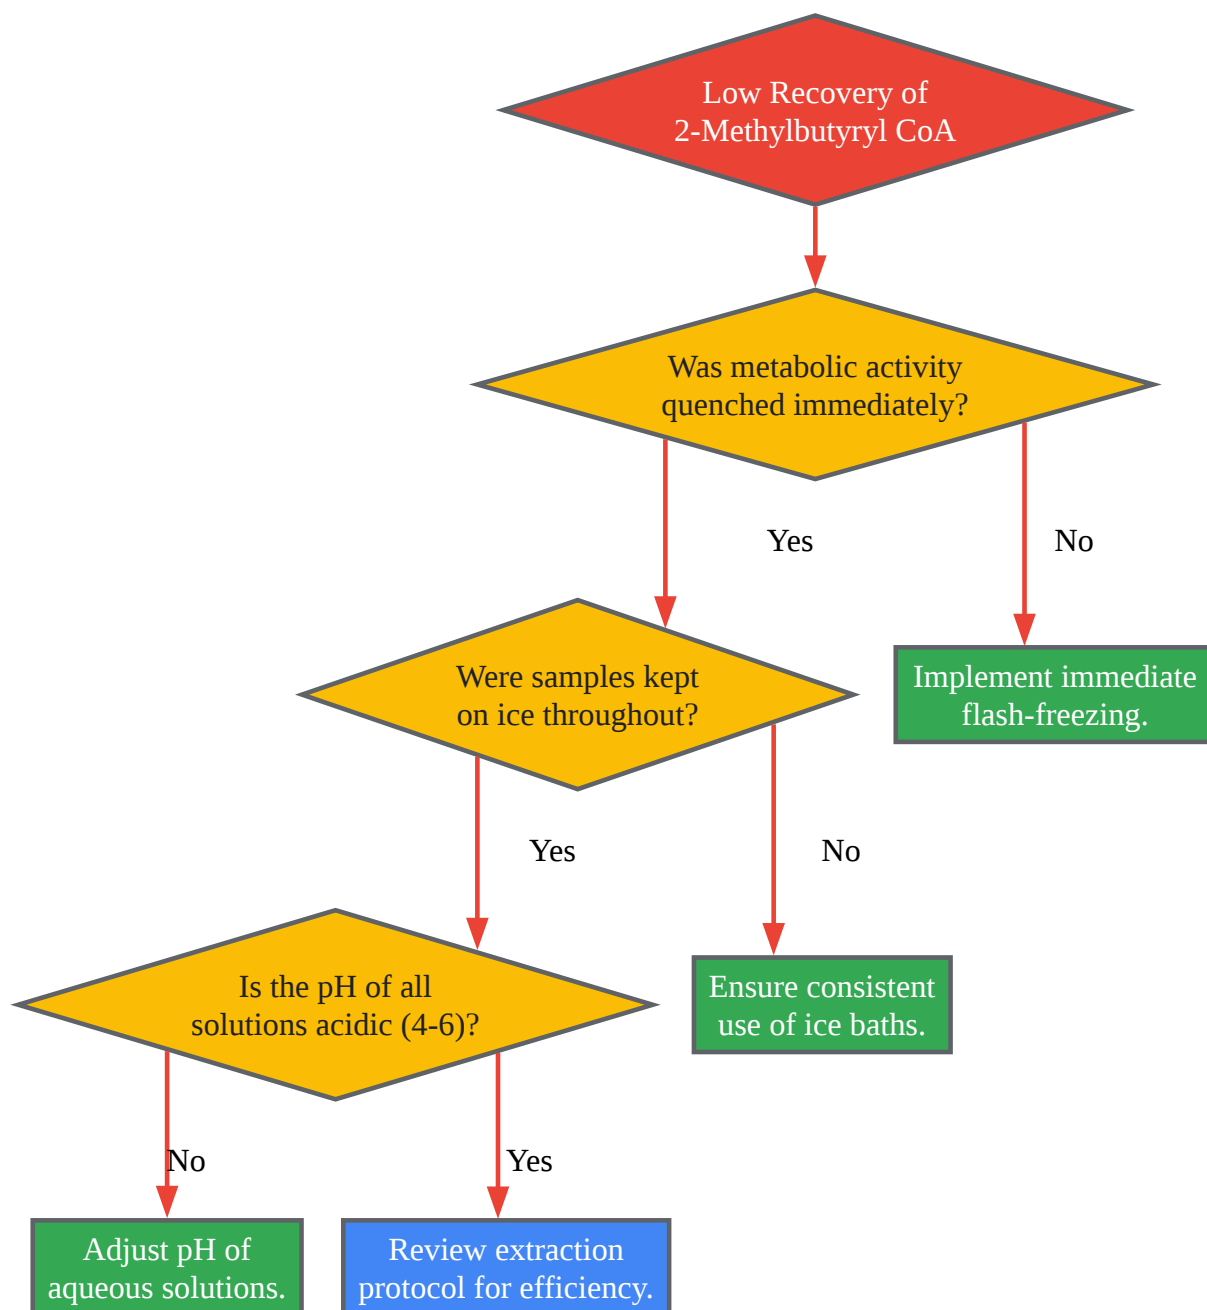 Low Recovery of
2-Methylbutyryl CoA
Was metabolic activity
quenched immediately?
Yes
No
Were samples kept
on ice throughout?
Implement immediate
flash-freezing.
Yes
No
Is the pH of all
solutions acidic (4-6)?
Ensure consistent
use of ice baths.
No
Yes
Adjust pH of
aqueous solutions.
Review extraction
protocol for efficiency.